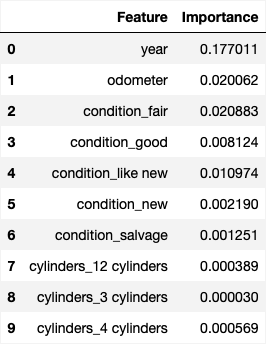 Feature Importance
0 year 0.177011
1 odometer 0.020062
2 condition_fair 0.020883
3 condition_good 0.008124
4 condition_like new 0.010974
5 condition_new 0.002190
6 condition_salvage 0.001251
7 cylinders_12 cylinders 0.000389
8 cylinders_3 cylinders 0.000030
9 cylinders_4 cylinders 0.000569